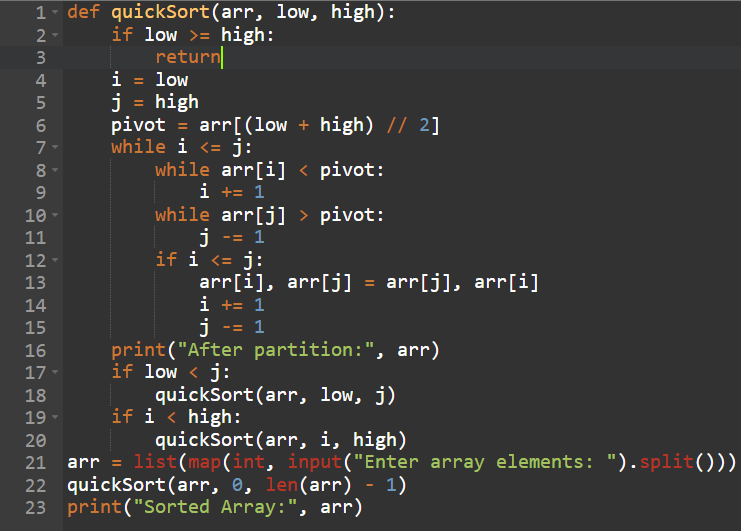 1 def quickSort(arr, low, high):
2     if low >= high:
3         return
4     i = low
5     j = high
6     pivot = arr[(low + high) // 2]
7     while i <= j:
8         while arr[i] < pivot:
9             i += 1
10         while arr[j] > pivot:
11             j -= 1
12         if i <= j:
13             arr[i], arr[j] = arr[j], arr[i]
14             i += 1
15             j -= 1
16     print("After partition:", arr)
17     if low < j:
18         quickSort(arr, low, j)
19     if i < high:
20         quickSort(arr, i, high)
21 arr = list(map(int, input("Enter array elements: ").split()))
22 quickSort(arr, 0, len(arr) - 1)
23 print("Sorted Array:", arr)